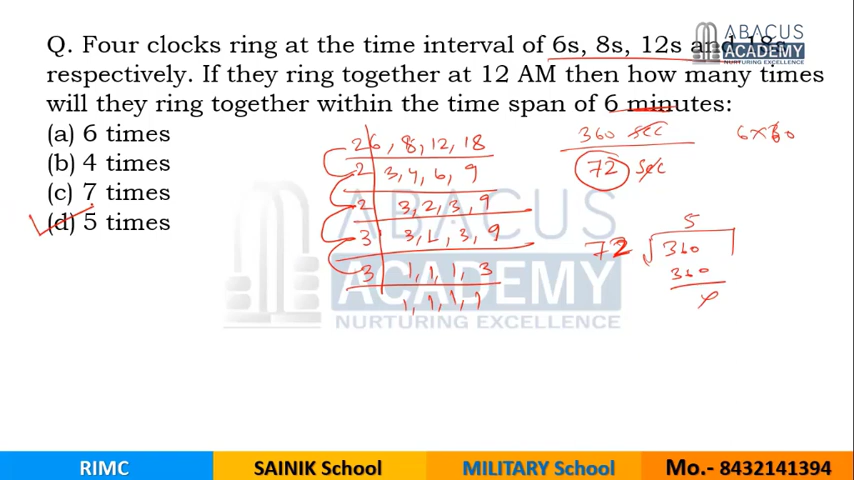 ABACUS
ACADEMY
NURTURING EXCELLENCE
Q. Four clocks ring at the time interval of 6s, 8s, 12s and 18s
respectively. If they ring together at 12 AM then how many times
will they ring together within the time span of 6 minutes:
(a) 6 times
(b) 4 times
(c) 7 times
(d) 5 times
2 6, 8, 12, 18
2 3, 4, 6, 9
2 3, 2, 3, 9
3 3, 1, 3, 9
3 1, 1, 1, 3
1, 1, 1, 1
360 sec
72 sec
6×60
5
72 360
360
ABACUS
ACADEMY
NURTURING EXCELLENCE
RIMC
SAINIK School
MILITARY School
Mo.- 8432141394